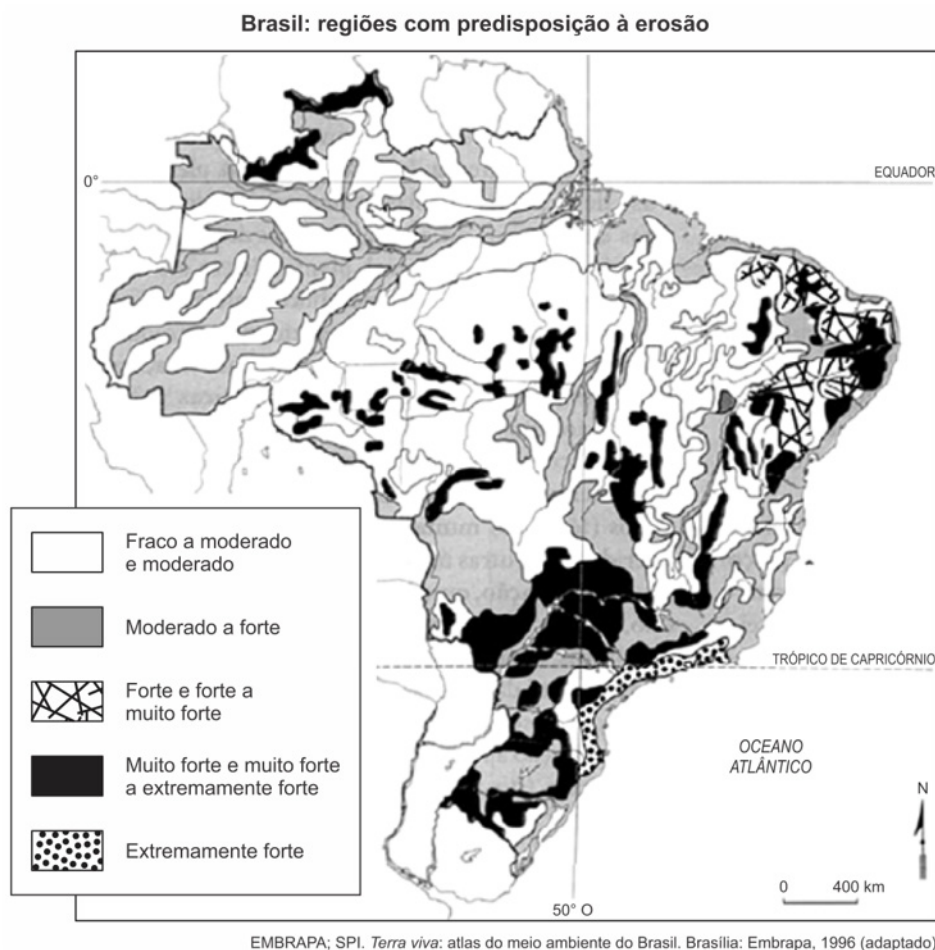 Brasil: regiões com predisposição à erosão
EQUADOR
0°
TRÓPICO DE CAPRICÓRNIO
OCEANO
ATLÂNTICO
N
0 400 km
50° O
Fraco a moderado
e moderado
Moderado a forte
Forte e forte a
muito forte
Muito forte e muito forte
a extremamente forte
Extremamente forte
EMBRAPA; SPI. Terra viva: atlas do meio ambiente do Brasil. Brasília: Embrapa, 1996 (adaptado)